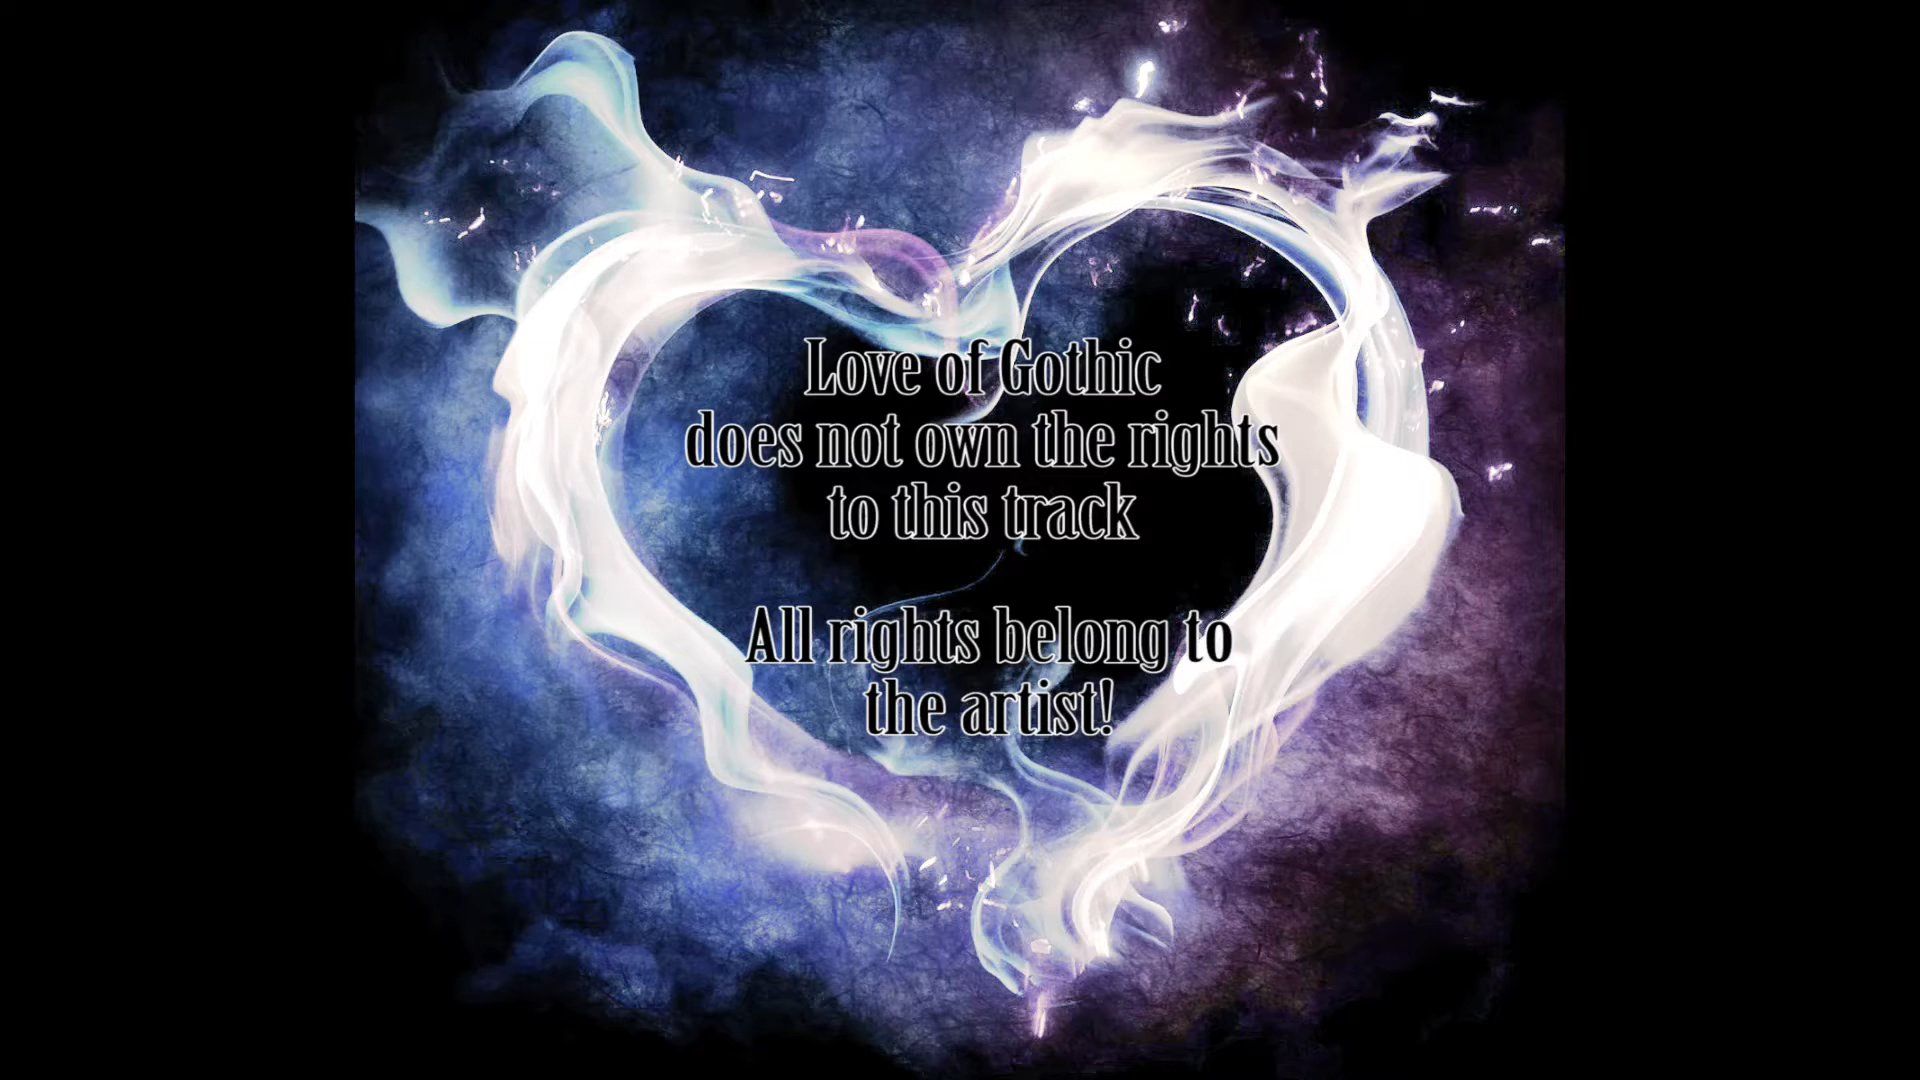 Love of Gothic
does not own the rights
to this track
All rights belong to
the artist!